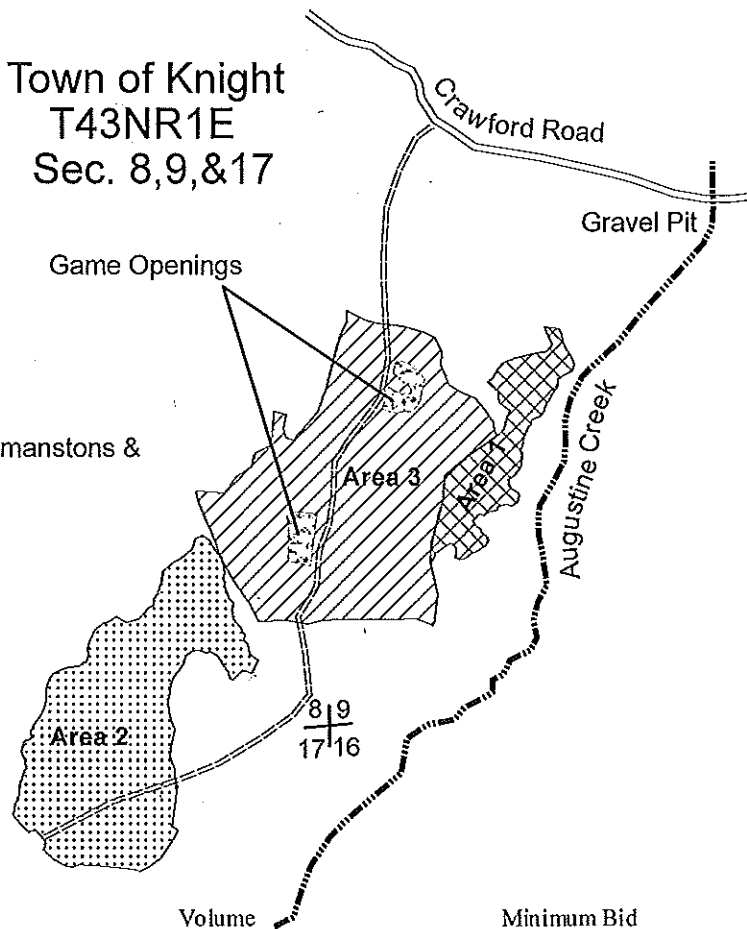 Town of Knight
T43NR1E
Sec. 8,9,&17
Crawford Road
Gravel Pit
Game Openings
manstons &
Area 3
Area 1
Augustine Creek
8 9
17 16
Area 2
Volume Minimum Bid